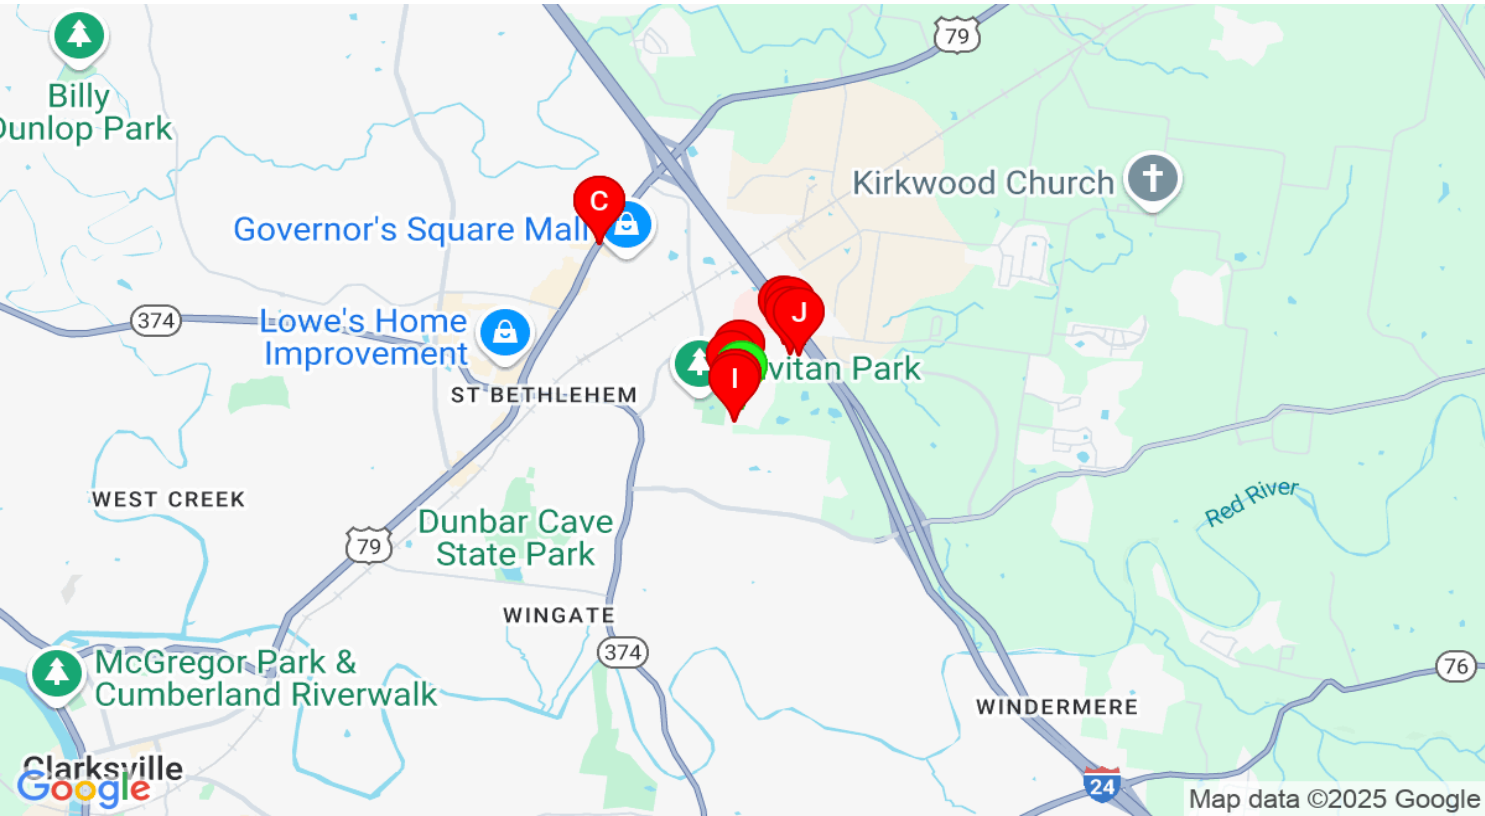 79
Billy
Dunlop Park
Kirkwood Church
C
Governor's Square Mall
374
Lowe's Home
Improvement
J
I
vitan Park
ST BETHLEHEM
WEST CREEK
Red River
Dunbar Cave
State Park
79
WINGATE
374
McGregor Park &
Cumberland Riverwalk
76
WINDERMERE
Clarksville
Google
24
Map data ©2025 Google